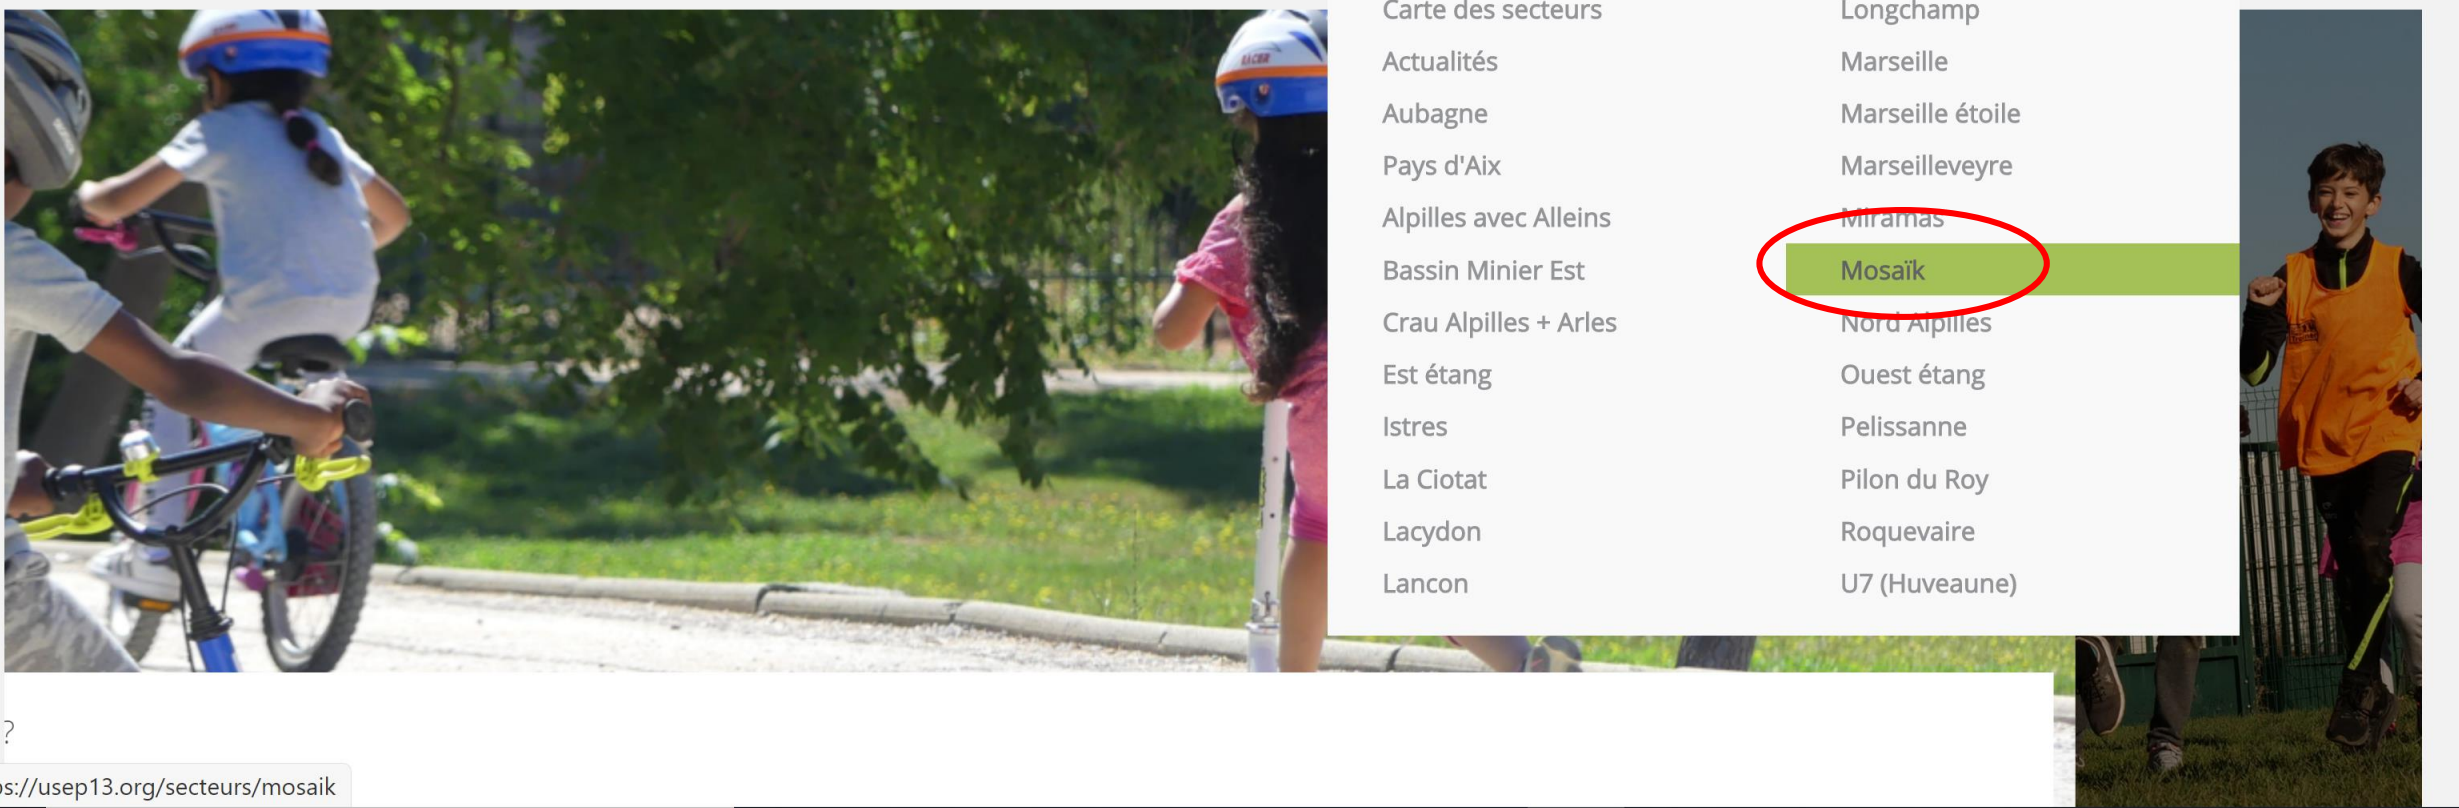 Carte des secteurs
Actualités
Aubagne
Pays d'Aix
Alpilles avec Alleins
Bassin Minier Est
Crau Alpilles + Arles
Est étang
Istres
La Ciotat
Lacydon
Lancon
Longchamp
Marseille
Marseille étoile
Marseilleveyre
Miramas
Mosaïk
Nord Alpilles
Ouest étang
Pelissanne
Pilon du Roy
Roquevaire
U7 (Huveaune)
RACER
?
ps://usep13.org/secteurs/mosaik